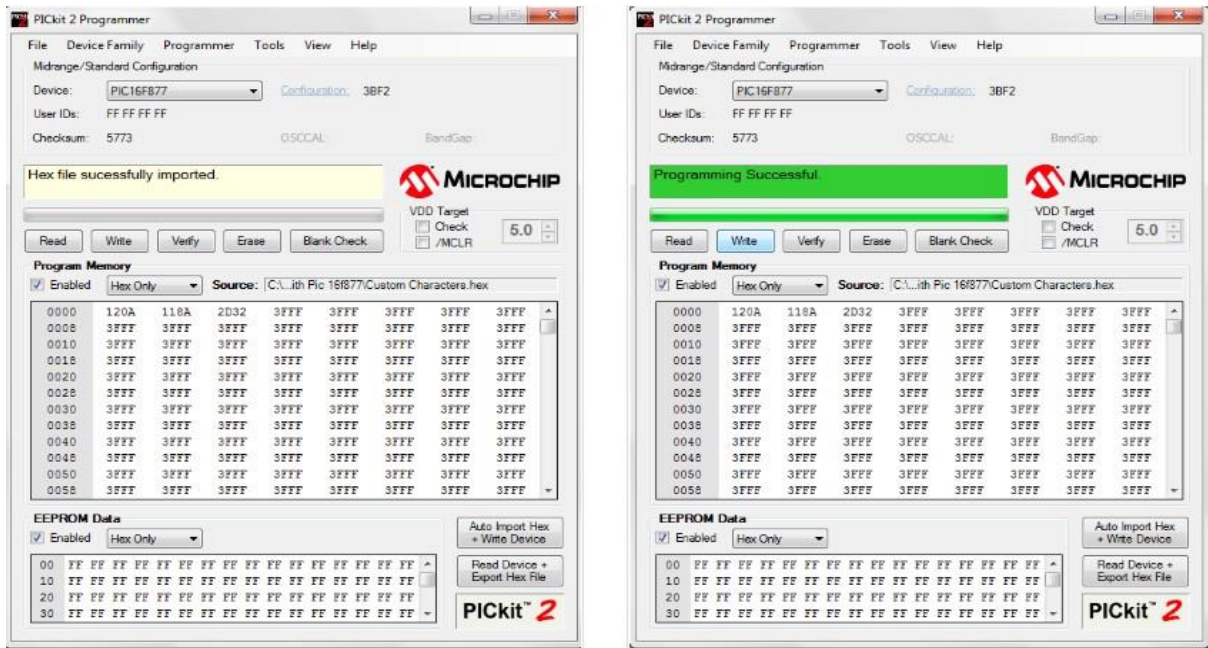 PICkit 2 Programmer
File Device Family Programmer Tools View Help
Midrange/Standard Configuration
Device: PIC16F877 Configuration: 3BF2
User IDs: FF FF FF FF
Checksum: 5773 OSCCAL: BandGap:
Hex file sucessfully imported.
MICROCHIP
VDD Target
Check
/MCLR
5.0
Read Write Verify Erase Blank Check
Program Memory
Enabled Hex Only Source: C:\...ith Pic 16f877\Custom Characters.hex
0000 120A 118A 2D32 3FFF 3FFF 3FFF 3FFF 3FFF
0008 3FFF 3FFF 3FFF 3FFF 3FFF 3FFF 3FFF 3FFF
0010 3FFF 3FFF 3FFF 3FFF 3FFF 3FFF 3FFF 3FFF
0018 3FFF 3FFF 3FFF 3FFF 3FFF 3FFF 3FFF 3FFF
0020 3FFF 3FFF 3FFF 3FFF 3FFF 3FFF 3FFF 3FFF
0028 3FFF 3FFF 3FFF 3FFF 3FFF 3FFF 3FFF 3FFF
0030 3FFF 3FFF 3FFF 3FFF 3FFF 3FFF 3FFF 3FFF
0038 3FFF 3FFF 3FFF 3FFF 3FFF 3FFF 3FFF 3FFF
0040 3FFF 3FFF 3FFF 3FFF 3FFF 3FFF 3FFF 3FFF
0048 3FFF 3FFF 3FFF 3FFF 3FFF 3FFF 3FFF 3FFF
0050 3FFF 3FFF 3FFF 3FFF 3FFF 3FFF 3FFF 3FFF
0058 3FFF 3FFF 3FFF 3FFF 3FFF 3FFF 3FFF 3FFF
EEPROM Data
Enabled Hex Only
Auto Import Hex
+ Write Device
00 FF FF FF FF FF FF FF FF FF FF FF FF FF FF FF FF
10 FF FF FF FF FF FF FF FF FF FF FF FF FF FF FF FF
20 FF FF FF FF FF FF FF FF FF FF FF FF FF FF FF FF
30 FF FF FF FF FF FF FF FF FF FF FF FF FF FF FF FF
Read Device +
Export Hex File
PICkit™ 2
PICkit 2 Programmer
File Device Family Programmer Tools View Help
Midrange/Standard Configuration
Device: PIC16F877 Configuration: 3BF2
User IDs: FF FF FF FF
Checksum: 5773 OSCCAL: BandGap:
Programming Successful.
MICROCHIP
VDD Target
Check
/MCLR
5.0
Read Write Verify Erase Blank Check
Program Memory
Enabled Hex Only Source: C:\...ith Pic 16f877\Custom Characters.hex
0000 120A 118A 2D32 3FFF 3FFF 3FFF 3FFF 3FFF
0008 3FFF 3FFF 3FFF 3FFF 3FFF 3FFF 3FFF 3FFF
0010 3FFF 3FFF 3FFF 3FFF 3FFF 3FFF 3FFF 3FFF
0018 3FFF 3FFF 3FFF 3FFF 3FFF 3FFF 3FFF 3FFF
0020 3FFF 3FFF 3FFF 3FFF 3FFF 3FFF 3FFF 3FFF
0028 3FFF 3FFF 3FFF 3FFF 3FFF 3FFF 3FFF 3FFF
0030 3FFF 3FFF 3FFF 3FFF 3FFF 3FFF 3FFF 3FFF
0038 3FFF 3FFF 3FFF 3FFF 3FFF 3FFF 3FFF 3FFF
0040 3FFF 3FFF 3FFF 3FFF 3FFF 3FFF 3FFF 3FFF
0048 3FFF 3FFF 3FFF 3FFF 3FFF 3FFF 3FFF 3FFF
0050 3FFF 3FFF 3FFF 3FFF 3FFF 3FFF 3FFF 3FFF
0058 3FFF 3FFF 3FFF 3FFF 3FFF 3FFF 3FFF 3FFF
EEPROM Data
Enabled Hex Only
Auto Import Hex
+ Write Device
00 FF FF FF FF FF FF FF FF FF FF FF FF FF FF FF FF
10 FF FF FF FF FF FF FF FF FF FF FF FF FF FF FF FF
20 FF FF FF FF FF FF FF FF FF FF FF FF FF FF FF FF
30 FF FF FF FF FF FF FF FF FF FF FF FF FF FF FF FF
Read Device +
Export Hex File
PICkit™ 2